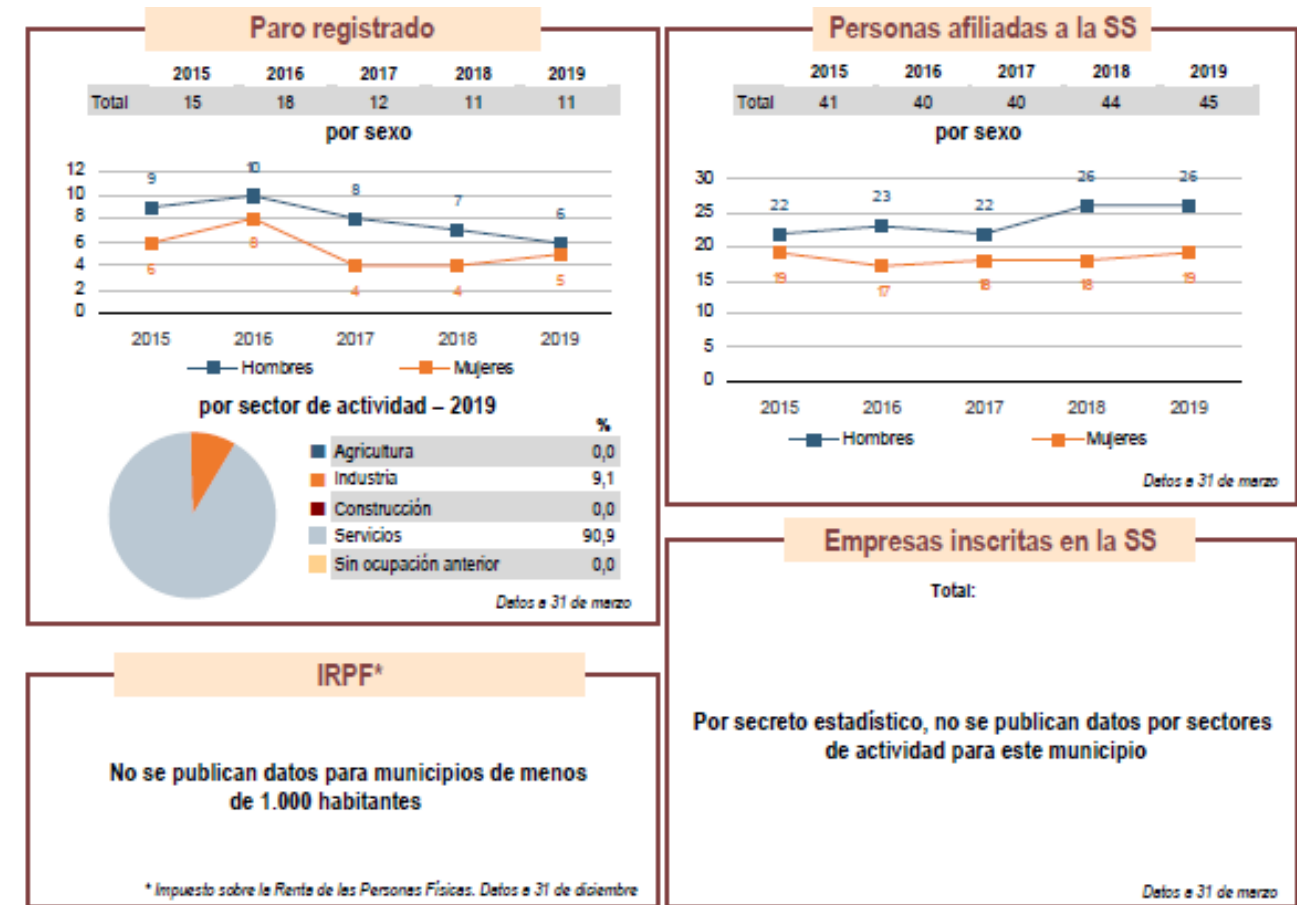 Paro registrado
2015 2016 2017 2018 2019
Total 15 18 12 11 11
por sexo
12
10
8
6
4
2
0
9 10 8 7 6
6 8 4 4 5
2015 2016 2017 2018 2019
Hombres Mujeres
por sector de actividad – 2019
%
Agricultura 0,0
Industria 9,1
Construcción 0,0
Servicios 90,9
Sin ocupación anterior 0,0
Datos a 31 de marzo
Personas afiliadas a la SS
2015 2016 2017 2018 2019
Total 41 40 40 44 45
por sexo
30
25
20
15
10
5
0
22 23 22 26 26
19 17 18 18 19
2015 2016 2017 2018 2019
Hombres Mujeres
Datos a 31 de marzo
IRPF*
No se publican datos para municipios de menos
de 1.000 habitantes
* Impuesto sobre la Renta de las Personas Físicas. Datos a 31 de diciembre
Empresas inscritas en la SS
Total:
Por secreto estadístico, no se publican datos por sectores
de actividad para este municipio
Datos a 31 de marzo